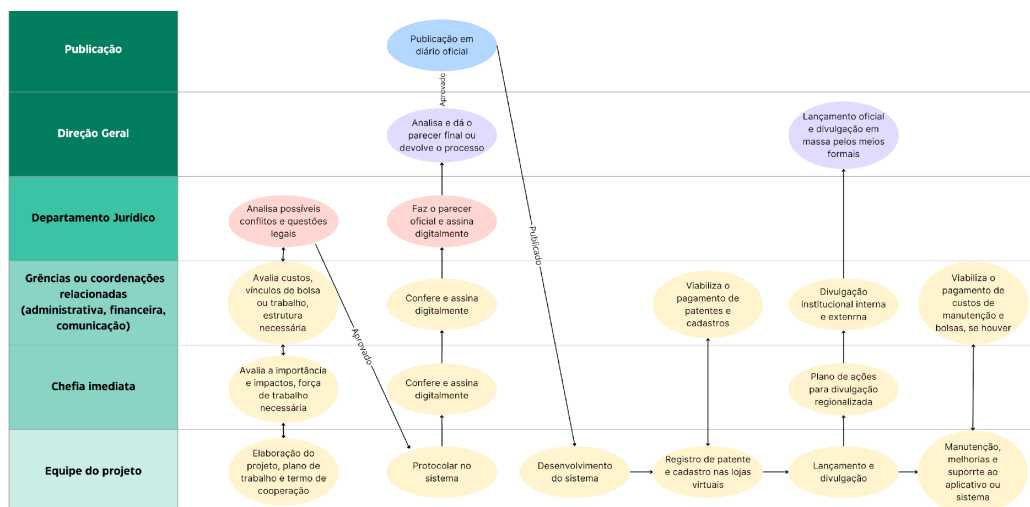 Publicação
Publicação em
diário oficial
Aprovado
Direção Geral
Analisa e dá o
parecer final ou
devolve o processo
Lançamento oficial
e divulgação em
massa pelos meios
formais
Departamento Jurídico
Analisa possíveis
conflitos e questões
legais
Faz o parecer
oficial e assina
digitalmente
Publicado
Grências ou coordenações
relacionadas
(administrativa, financeira,
comunicação)
Avalia custos,
vínculos de bolsa
ou trabalho,
estrutura
necessária
Aprovado
Confere e assina
digitalmente
Viabiliza o
pagamento de
patentes e
cadastros
Divulgação
institucional interna
e extenrna
Viabiliza o
pagamento de
custos de
manutenção e
bolsas, se houver
Chefia imediata
Avalia a importância
e impactos, força
de trabalho
necessária
Confere e assina
digitalmente
Plano de ações
para divulgação
regionalizada
Equipe do projeto
Elaboração do
projeto, plano de
trabalho e termo de
cooperação
Protocolar no
sistema
Desenvolvimento
do sistema
Registro de patente
e cadastro nas lojas
virtuais
Lançamento e
divulgação
Manutenção,
melhorias e
suporrte ao
aplicativo ou
sistema